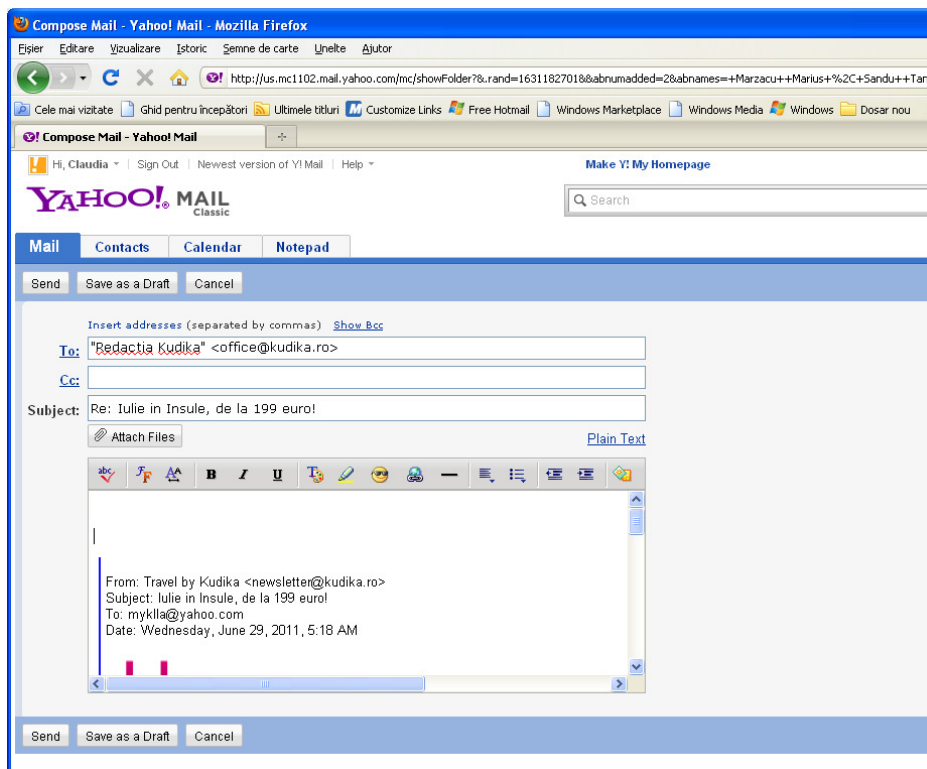 Compose Mail - Yahoo! Mail - Mozilla Firefox
Fişier Editare Vizualizare Istoric Semne de carte Unelte Ajutor
http://us.mc1102.mail.yahoo.com/mc/showFolder?&.rand=1631182701&&abnumadded=2&abnames=+Marzacu++Marius+%2C+Sandu++Tar
Cele mai vizitate Ghid pentru începători Ultimele titluri Customize Links Free Hotmail Windows Marketplace Windows Media Windows Dosar nou
Compose Mail - Yahoo! Mail
Hi, Claudia Sign Out Newest version of Y! Mail Help Make Y! My Homepage
YAHOO! MAIL
Classic
Search
Mail Contacts Calendar Notepad
Send Save as a Draft Cancel
Insert addresses (separated by commas) Show Bcc
To: "Redactia Kudika" <office@kudika.ro>
Cc:
Subject: Re: Iulie in Insule, de la 199 euro!
Attach Files Plain Text
From: Travel by Kudika <newsletter@kudika.ro>
Subject: Iulie in Insule, de la 199 euro!
To: myklla@yahoo.com
Date: Wednesday, June 29, 2011, 5:18 AM
Send Save as a Draft Cancel